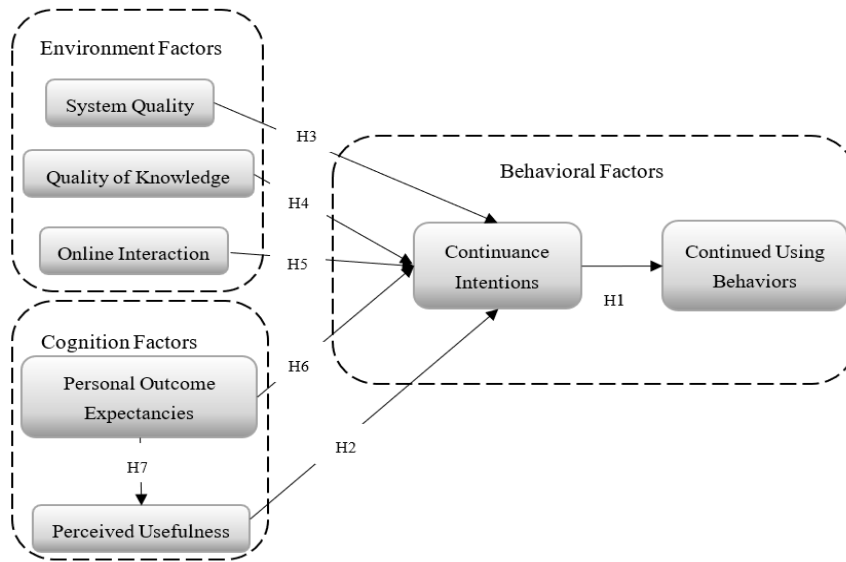 Environment Factors
System Quality
Quality of Knowledge
Online Interaction
H3
H4
H5
Behavioral Factors
Continuance
Intentions
H1
Continued Using
Behaviors
Cognition Factors
Personal Outcome
Expectancies
H6
H7
H2
Perceived Usefulness